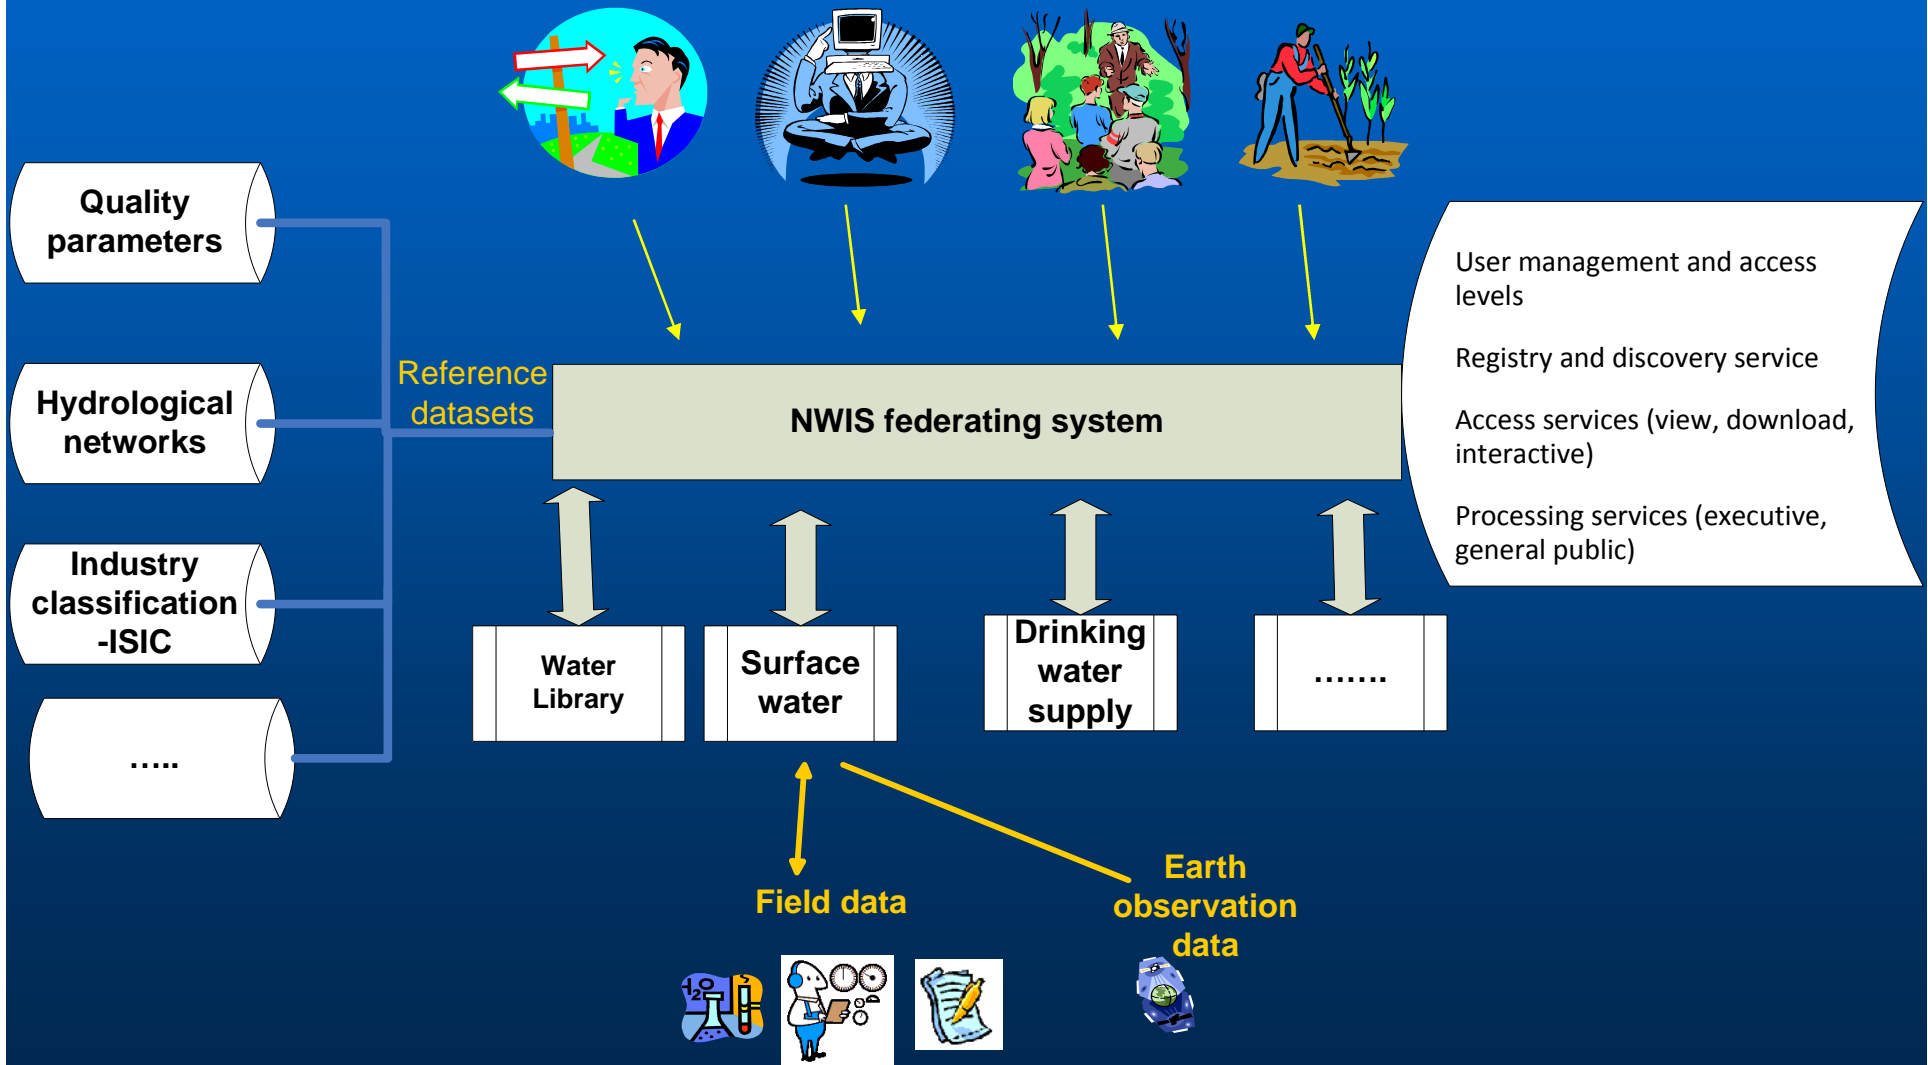 Quality
parameters
Hydrological
networks
Industry
classification
-ISIC
.....
Reference
datasets
NWIS federating system
User management and access
levels
Registry and discovery service
Access services (view, download,
interactive)
Processing services (executive,
general public)
Water
Library
Surface
water
Drinking
water
supply
.......
Field data
Earth
observation
data
H₂O